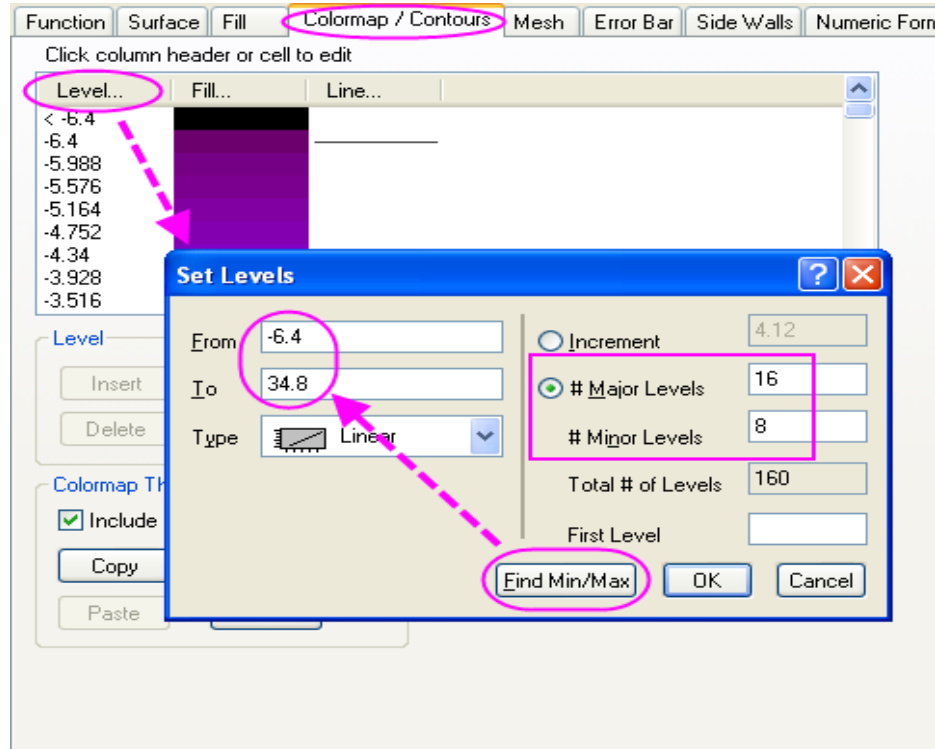 Function Surface Fill Colormap / Contours Mesh Error Bar Side Walls Numeric Form
Click column header or cell to edit
Level... Fill... Line...
< -6.4
-6.4
-5.988
-5.576
-5.164
-4.752
-4.34
-3.928
-3.516
Set Levels
From -6.4
To 34.8
Type Linear
Increment 4.12
# Major Levels 16
# Minor Levels 8
Total # of Levels 160
First Level
Find Min/Max OK Cancel
Level
Insert
Delete
Colormap Th
Include
Copy
Paste